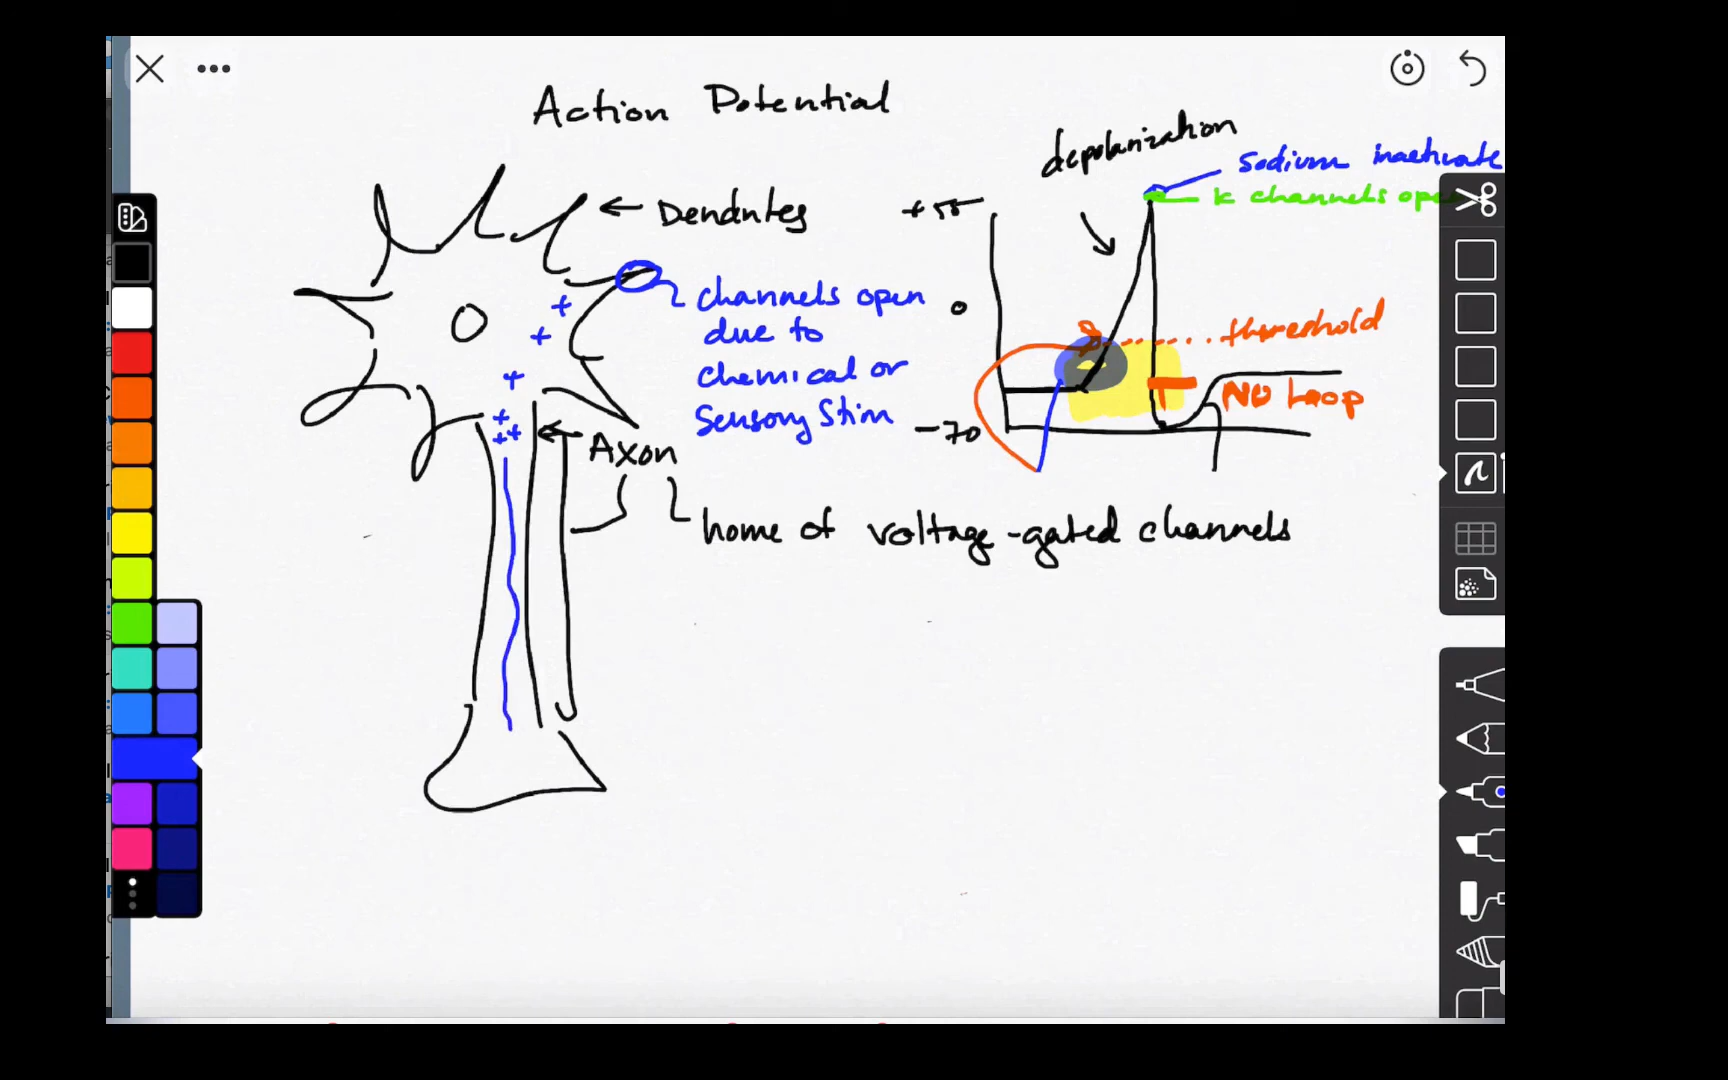 Action Potential
depolarization
Sodium inactivate
K channels ope
Dendrites
+55
channels open
due to
chemical or
Sensory Stim
0
threshold
NO Loop
-70
Axon
home of voltage-gated channels